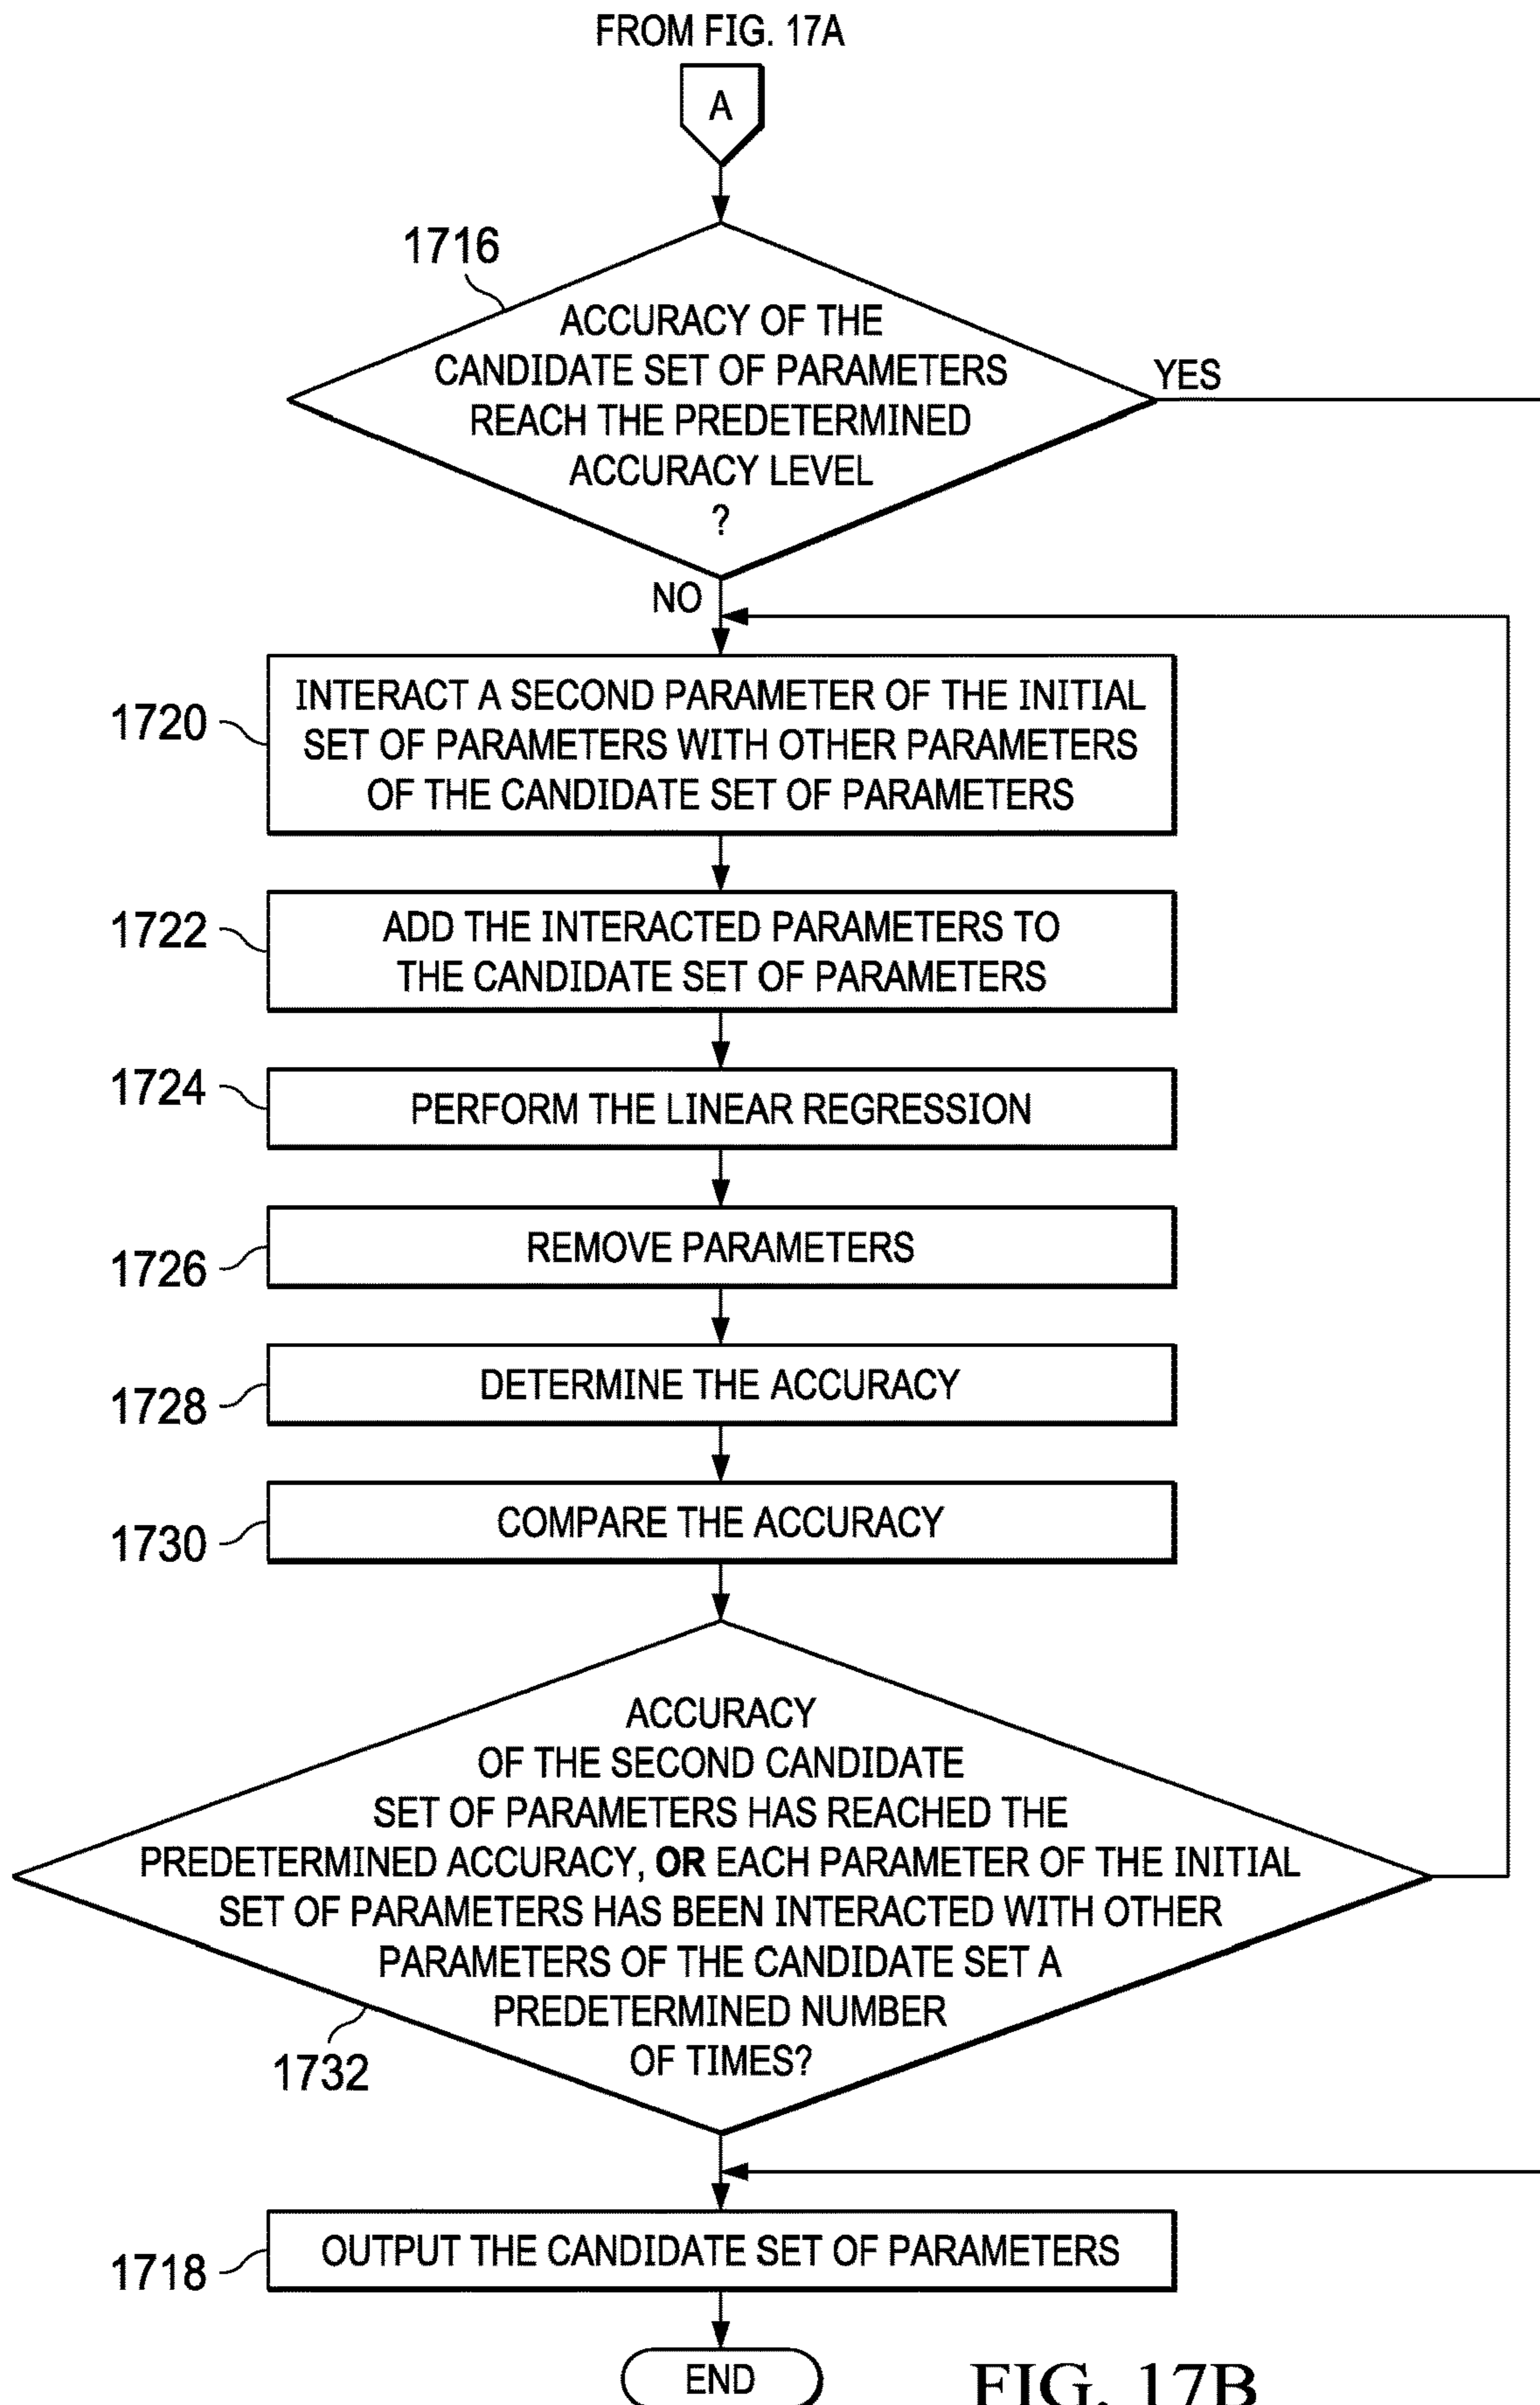 FROM FIG. 17A
A
1716
ACCURACY OF THE
CANDIDATE SET OF PARAMETERS
REACH THE PREDETERMINED
ACCURACY LEVEL
?
YES
NO
1720
INTERACT A SECOND PARAMETER OF THE INITIAL
SET OF PARAMETERS WITH OTHER PARAMETERS
OF THE CANDIDATE SET OF PARAMETERS
1722
ADD THE INTERACTED PARAMETERS TO
THE CANDIDATE SET OF PARAMETERS
1724
PERFORM THE LINEAR REGRESSION
1726
REMOVE PARAMETERS
1728
DETERMINE THE ACCURACY
1730
COMPARE THE ACCURACY
ACCURACY
OF THE SECOND CANDIDATE
SET OF PARAMETERS HAS REACHED THE
PREDETERMINED ACCURACY, OR EACH PARAMETER OF THE INITIAL
SET OF PARAMETERS HAS BEEN INTERACTED WITH OTHER
PARAMETERS OF THE CANDIDATE SET A
PREDETERMINED NUMBER
OF TIMES?
1732
1718
OUTPUT THE CANDIDATE SET OF PARAMETERS
END
FIG. 17B